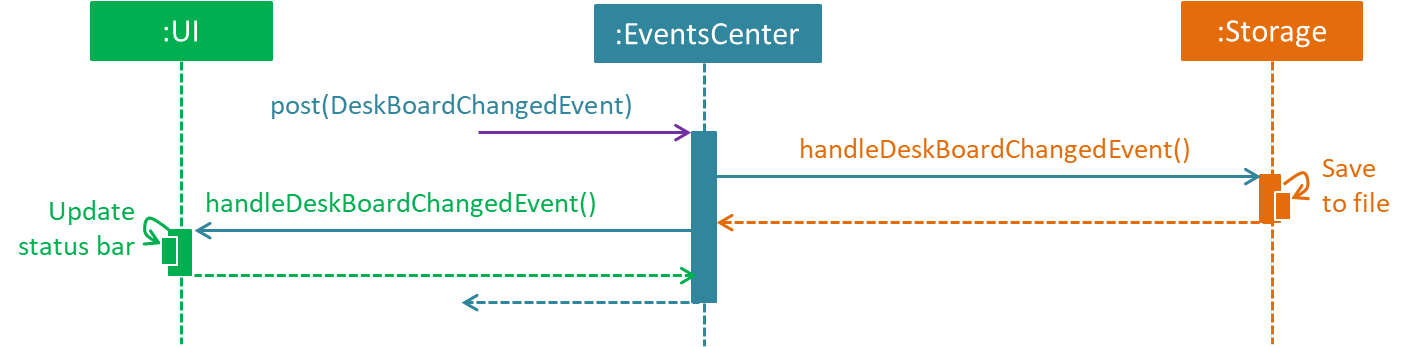 :UI
:EventsCenter
:Storage
post(DeskBoardChangedEvent)
handleDeskBoardChangedEvent()
Save
to file
handleDeskBoardChangedEvent()
Update
status bar